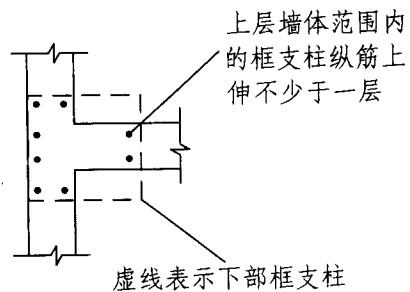 上层墙体范围内
的框支柱纵筋上
伸不少于一层
虚线表示下部框支柱